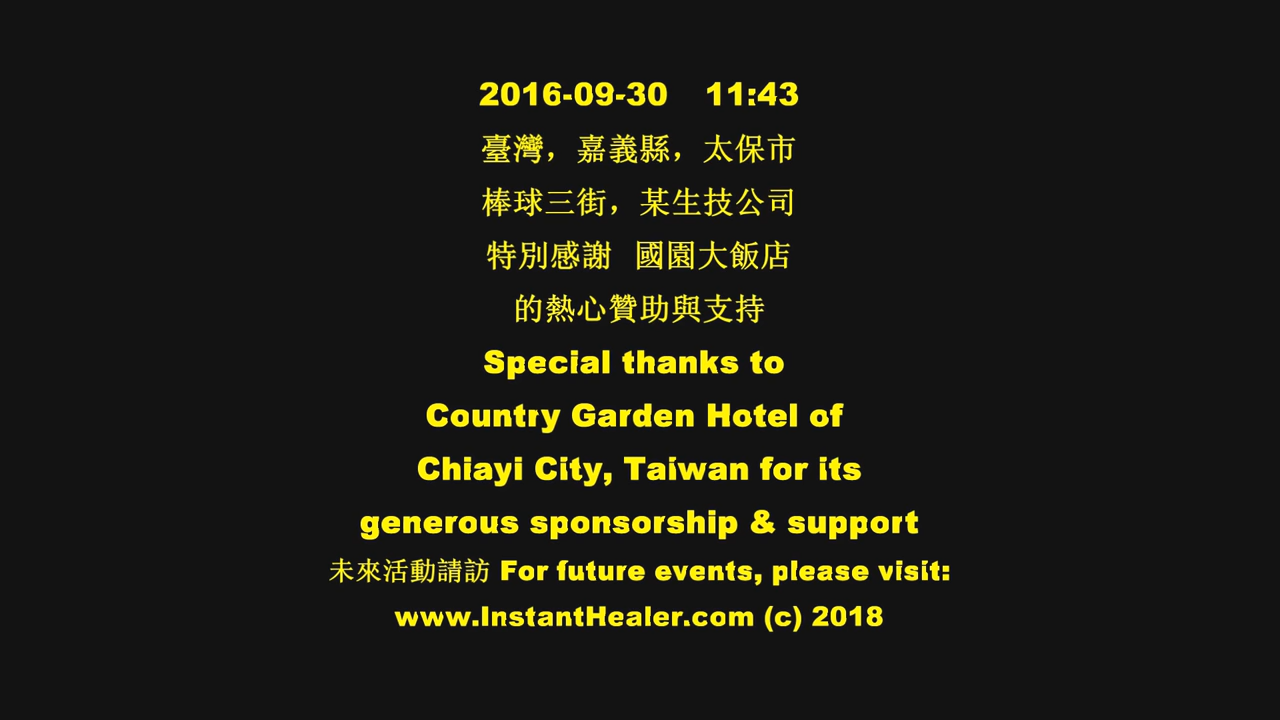 2016-09-30 11:43
臺灣，嘉義縣，太保市
棒球三街，某生技公司
特別感謝 國園大飯店
的熱心贊助與支持
Special thanks to
Country Garden Hotel of
Chiayi City, Taiwan for its
generous sponsorship & support
未來活動請訪 For future events, please visit:
www.InstantHealer.com (c) 2018